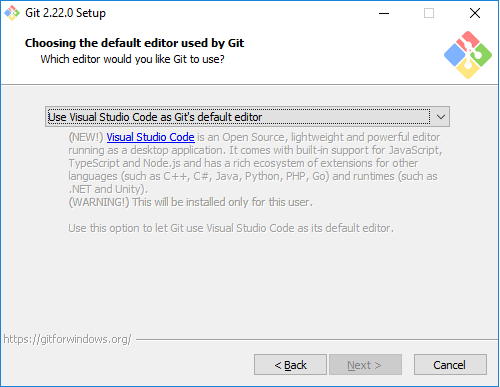 Git 2.22.0 Setup
Choosing the default editor used by Git
Which editor would you like Git to use?
Use Visual Studio Code as Git's default editor
(NEW!) Visual Studio Code is an Open Source, lightweight and powerful editor
running as a desktop application. It comes with built-in support for JavaScript,
TypeScript and Node.js and has a rich ecosystem of extensions for other
languages (such as C++, C#, Java, Python, PHP, Go) and runtimes (such as
.NET and Unity).
(WARNING!) This will be installed only for this user.
Use this option to let Git use Visual Studio Code as its default editor.
https://gitforwindows.org/
< Back
Next >
Cancel